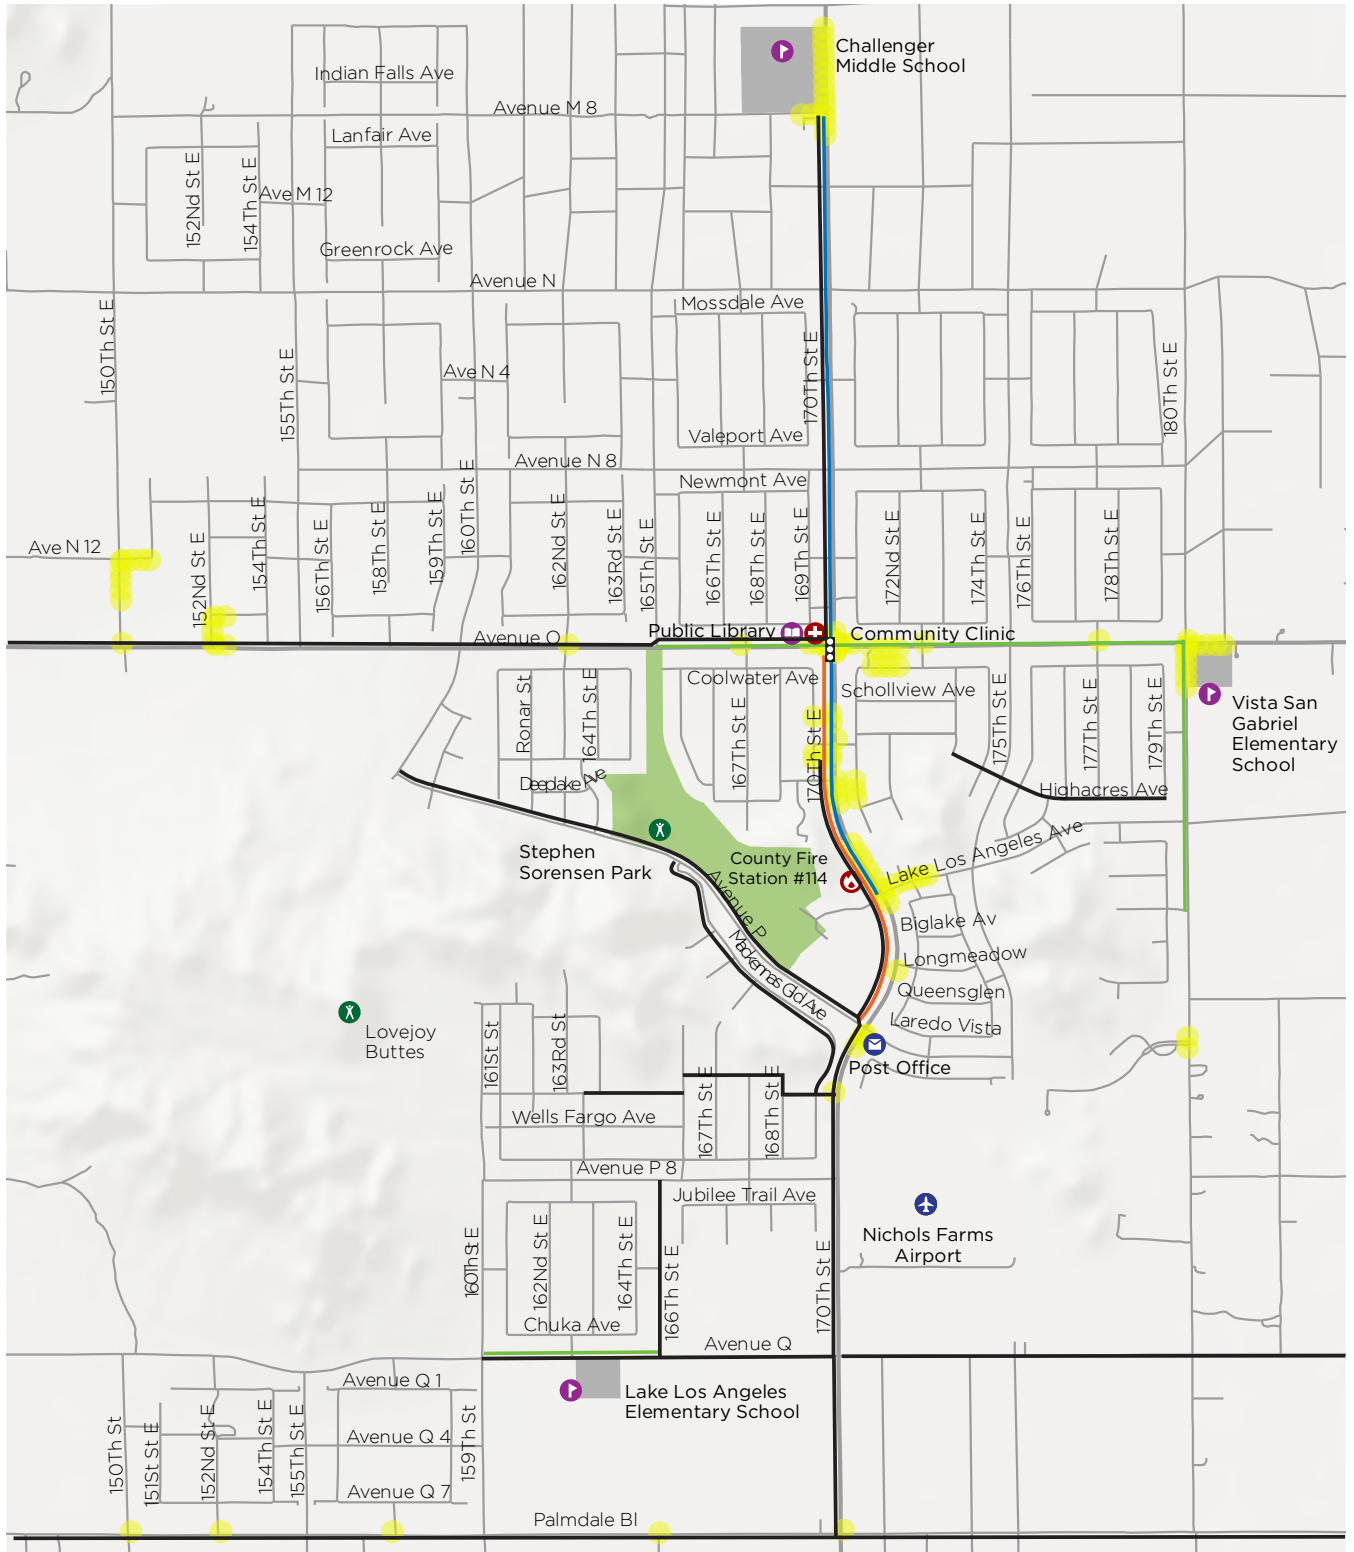 Challenger
Middle School
Indian Falls Ave
Avenue M 8
Lanfair Ave
152Nd St E
154Th St E
Ave M 12
Greenrock Ave
Avenue N
Mossdale Ave
150Th St E
155Th St E
Ave N 4
170Th St E
180Th St E
Valeport Ave
Avenue N 8
160Th St E
Newmont Ave
Ave N 12
152Nd St E
154Th St E
156Th St E
158Th St E
159Th St E
162Nd St E
163Rd St E
165Th St E
166Th St E
168Th St E
169Th St E
172Nd St E
174Th St E
176Th St E
178Th St E
Avenue O
Public Library
Community Clinic
Coolwater Ave
Schollview Ave
Ronar St
164Th St E
167Th St E
170Th St E
175Th St E
177Th St E
179Th St E
Vista San
Gabriel
Elementary
School
Deeplake Ave
Highacres Ave
Stephen
Sorensen Park
County Fire
Station #114
Lake Los Angeles Ave
Avenue P
Biglake Av
Mackennas Gld Ave
Longmeadow
Queensglen
Laredo Vista
Lovejoy
Buttes
161St St
163Rd St
Post Office
167Th St E
168Th St E
Wells Fargo Ave
Avenue P 8
Jubilee Trail Ave
Nichols Farms
Airport
160Th St E
162Nd St E
164Th St E
166Th St E
170Th St E
Chuka Ave
Avenue Q
Avenue Q 1
Lake Los Angeles
Elementary School
150Th St
151St St E
152Nd St E
154Th St E
155Th St E
Avenue Q 4
159Th St
Avenue Q 7
Palmdale Bl